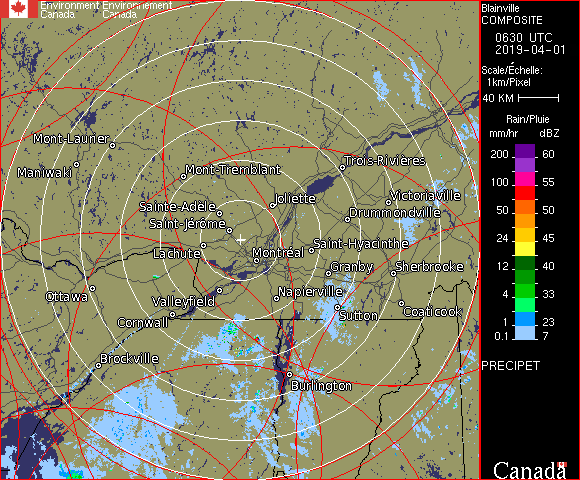 Environment Environnement
Canada Canada
Blainville
COMPOSITE
0630 UTC
2019-04-01
Scale/Échelle:
1km/Pixel
40 KM
Rain/Pluie
mm/hr dBZ
200 60
100 55
50 50
24 45
12 40
4 33
1 23
0.1 7
PRECIPET
Canada
Mont-Laurier
Maniwaki
Mont-Tremblant
Trois-Rivières
Sainte-Adèle
Joliette
Victoriaville
Drummondville
Saint-Jérôme
Lachute
Montréal
Saint-Hyacinthe
Granby
Sherbrooke
Ottawa
Valleyfield
Napierville
Cornwall
Sutton
Coaticook
Brockville
Burlington